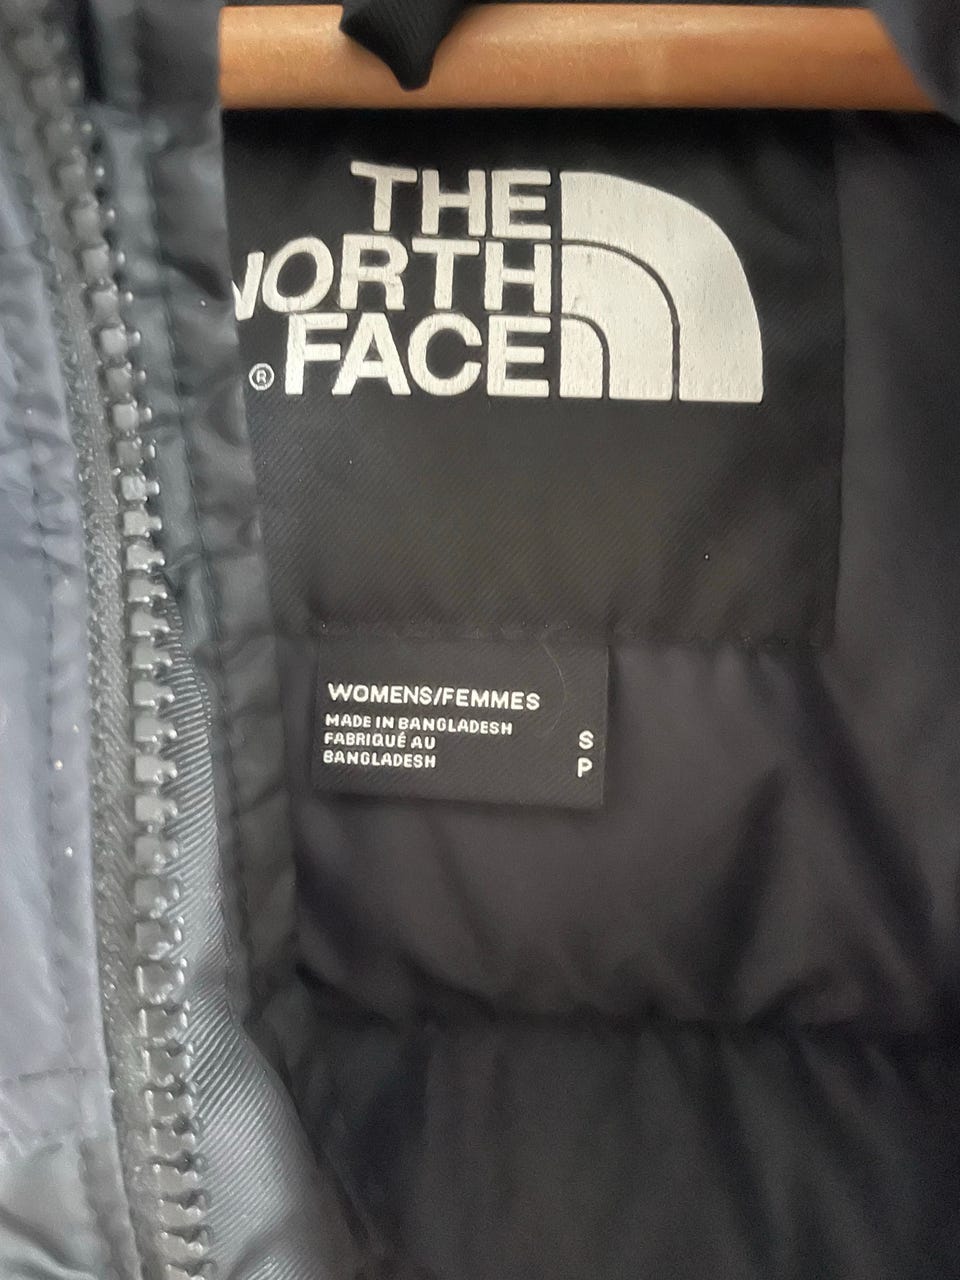 THE
NORTH
FACE
®
WOMENS/FEMMES
MADE IN BANGLADESH
FABRIQUÉ AU
BANGLADESH
S
P